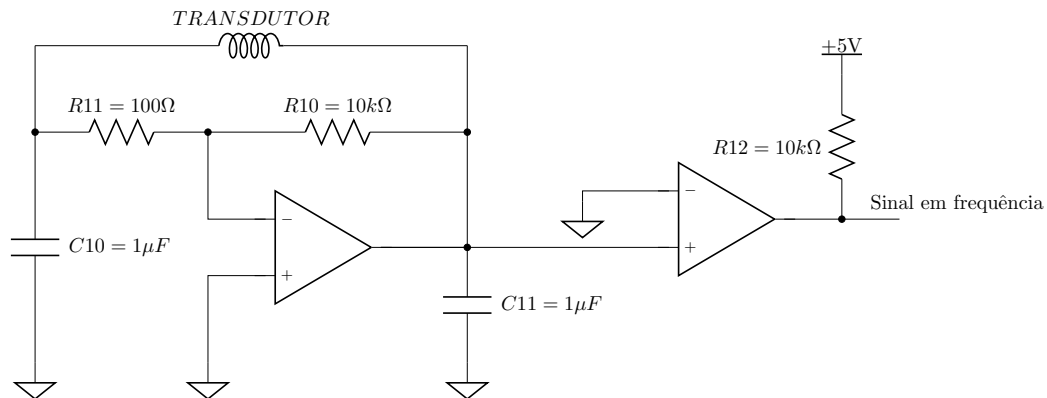 TRANSDUTOR
+5V
R11 = 100Ω
R10 = 10kΩ
R12 = 10kΩ
−
Sinal em frequência
−
+
C10 = 1μF
+
C11 = 1μF